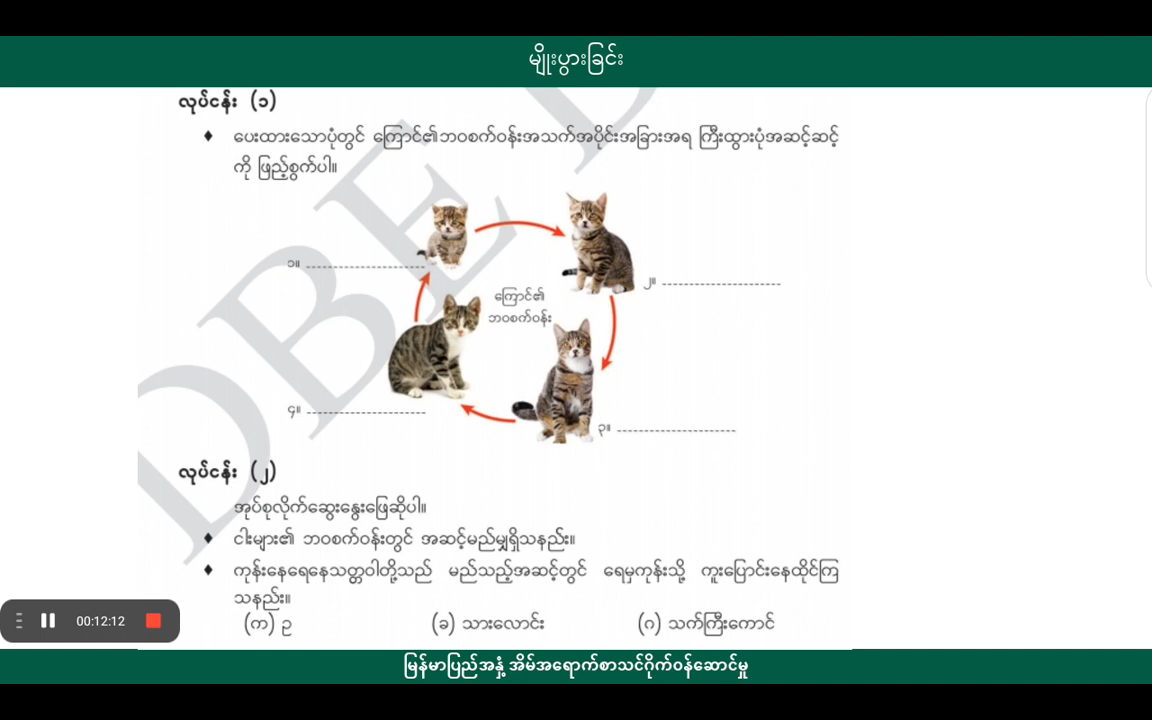 မျိုးပွားခြင်း
လုပ်ငန်း (၁)
♦ ပေးထားသောပုံတွင် ကြောင်၏ဘဝစက်ဝန်းအသက်အပိုင်းအခြားအရ ကြီးထွားပုံအဆင့်ဆင့်
ကို ဖြည့်စွက်ပါ။
၁။ ----------------------
၂။ ----------------------
ကြောင်၏
ဘဝစက်ဝန်း
၄။ ----------------------
၃။ ----------------------
လုပ်ငန်း (၂)
အုပ်စုလိုက်ဆွေးနွေးဖြေဆိုပါ။
♦ ငါးများ၏ ဘဝစက်ဝန်းတွင် အဆင့်မည်မျှရှိသနည်း။
♦ ကုန်းနေရေနေသတ္တဝါတို့သည် မည်သည့်အဆင့်တွင် ရေမှကုန်းသို့ ကူးပြောင်းနေထိုင်ကြ
သနည်း။
(က) ဥ (ခ) သားလောင်း (ဂ) သက်ကြီးကောင်
00:12:12
မြန်မာပြည်အနှံ့ အိမ်အရောက်စာသင်ဂိုက်ဝန်ဆောင်မှု
DBE